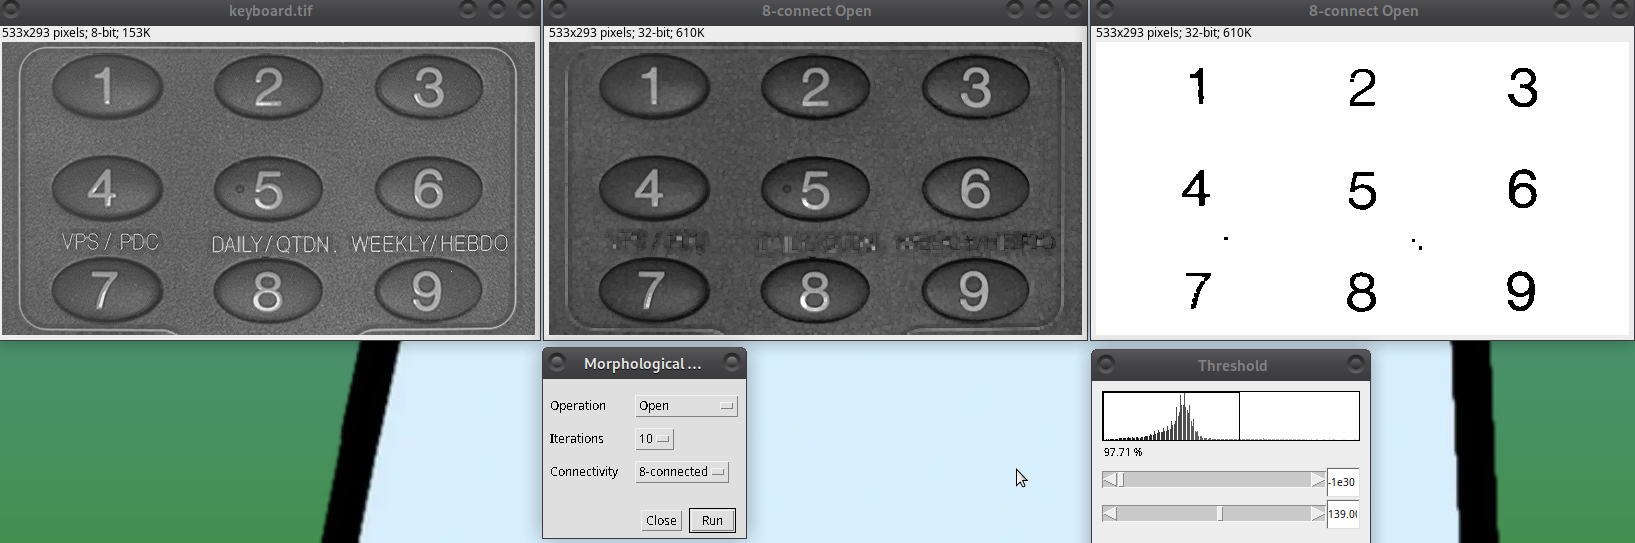 keyboard.tif
533x293 pixels; 8-bit; 153K
1 2 3
4 5 6
VPS / PDC DAILY/QTDN. WEEKLY/HEBDO
7 8 9
8-connect Open
533x293 pixels; 32-bit; 610K
1 2 3
4 5 6
7 8 9
8-connect Open
533x293 pixels; 32-bit; 610K
1 2 3
4 5 6
7 8 9
Morphological ...
Operation Open
Iterations 10
Connectivity 8-connected
Close Run
Threshold
97.71 %
-1e30